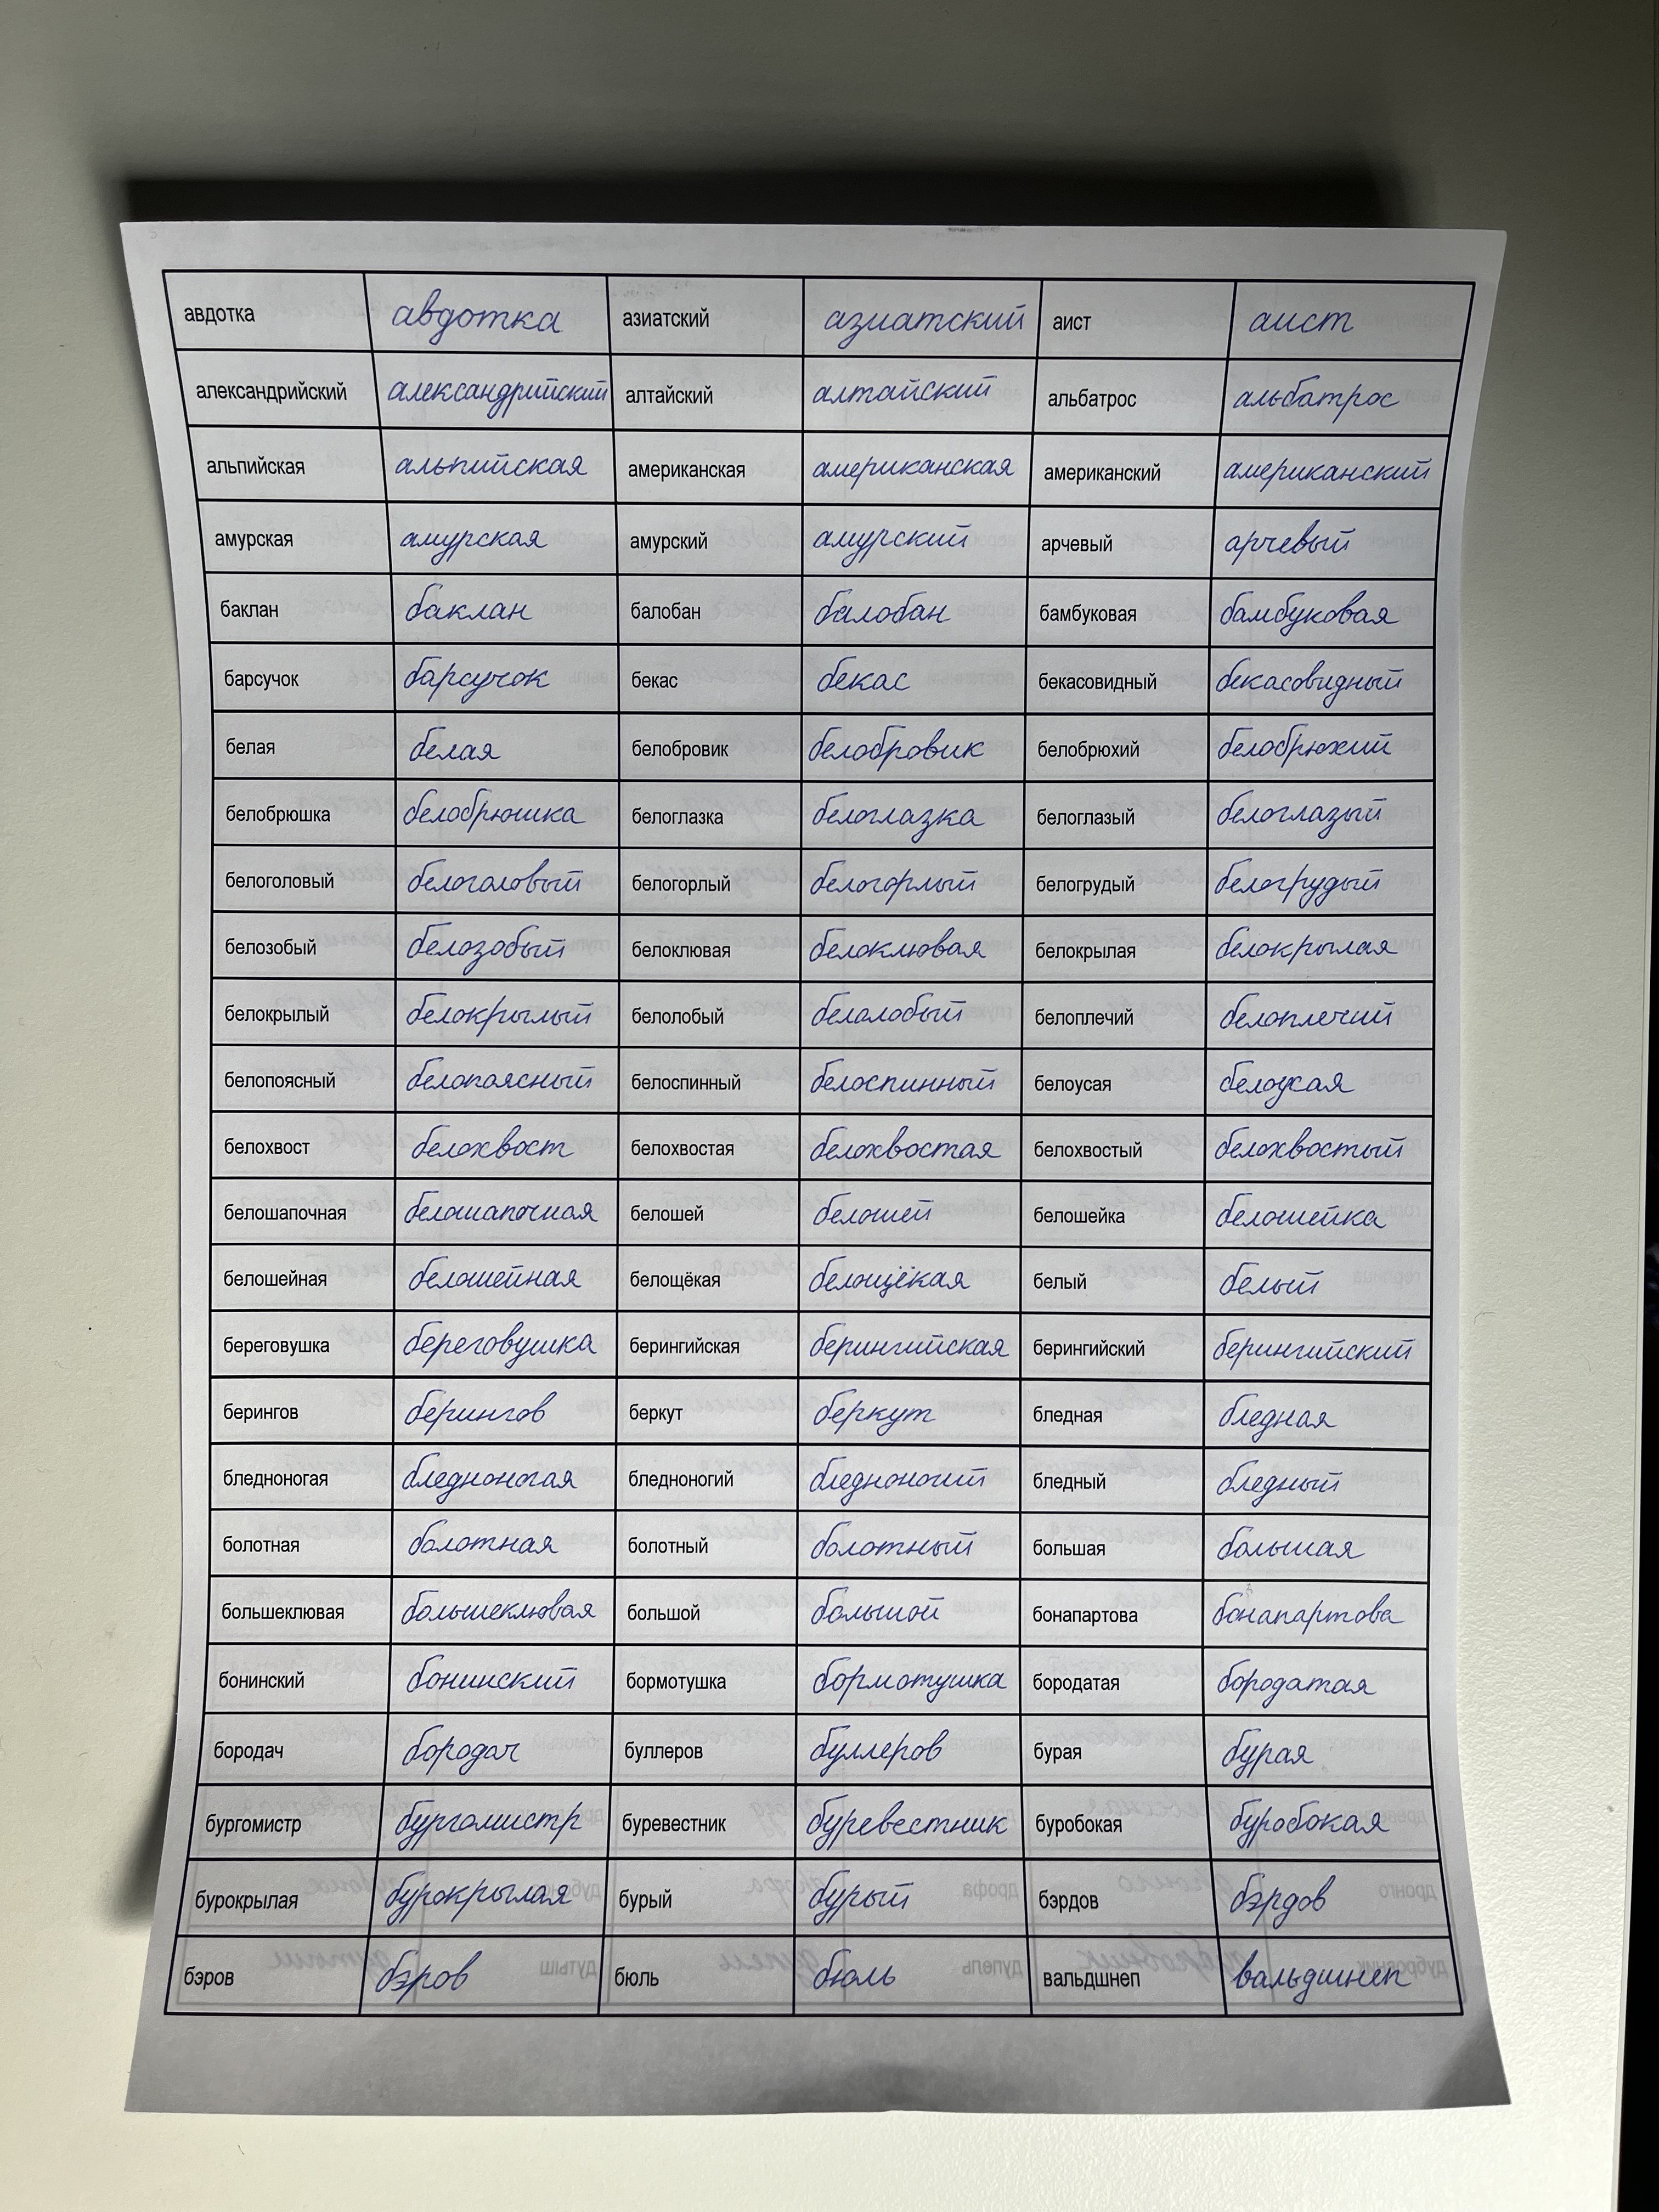 авдотка авдотка азиатский азиатский аист аист
александрийский александрийский алтайский алтайский альбатрос альбатрос
альпийская альпийская американская американская американский американский
амурская амурская амурский амурский арчевый арчевый
баклан баклан балобан балобан бамбуковая бамбуковая
барсучок барсучок бекас бекас бекасовидный бекасовидный
белая белая белобровик белобровик белобрюхий белобрюхий
белобрюшка белобрюшка белоглазка белоглазка белоглазый белоглазый
белоголовый белоголовый белогорлый белогорлый белогрудый белогрудый
белозобый белозобый белоклювая белоклювая белокрылая белокрылая
белокрылый белокрылый белолобый белолобый белоплечий белоплечий
белопоясный белопоясный белоспинный белоспинный белоусая белоусая
белохвост белохвост белохвостая белохвостая белохвостый белохвостый
белошапочная белошапочная белошей белошей белошейка белошейка
белошейная белошейная белощёкая белощёкая белый белый
береговушка береговушка берингийская берингийская берингийский берингийский
берингов берингов беркут беркут бледная бледная
бледноногая бледноногая бледноногий бледноногий бледный бледный
болотная болотная болотный болотный большая большая
большеклювая большеклювая большой большой бонапартова бонапартова
бонинский бонинский бормотушка бормотушка бородатая бородатая
бородач бородач буллеров буллеров бурая бурая
бургомистр бургомистр буревестник буревестник буробокая буробокая
бурокрылая бурокрылая бурый бурый бэрдов бэрдов
бэров бэров бюль бюль вальдшнеп вальдшнеп